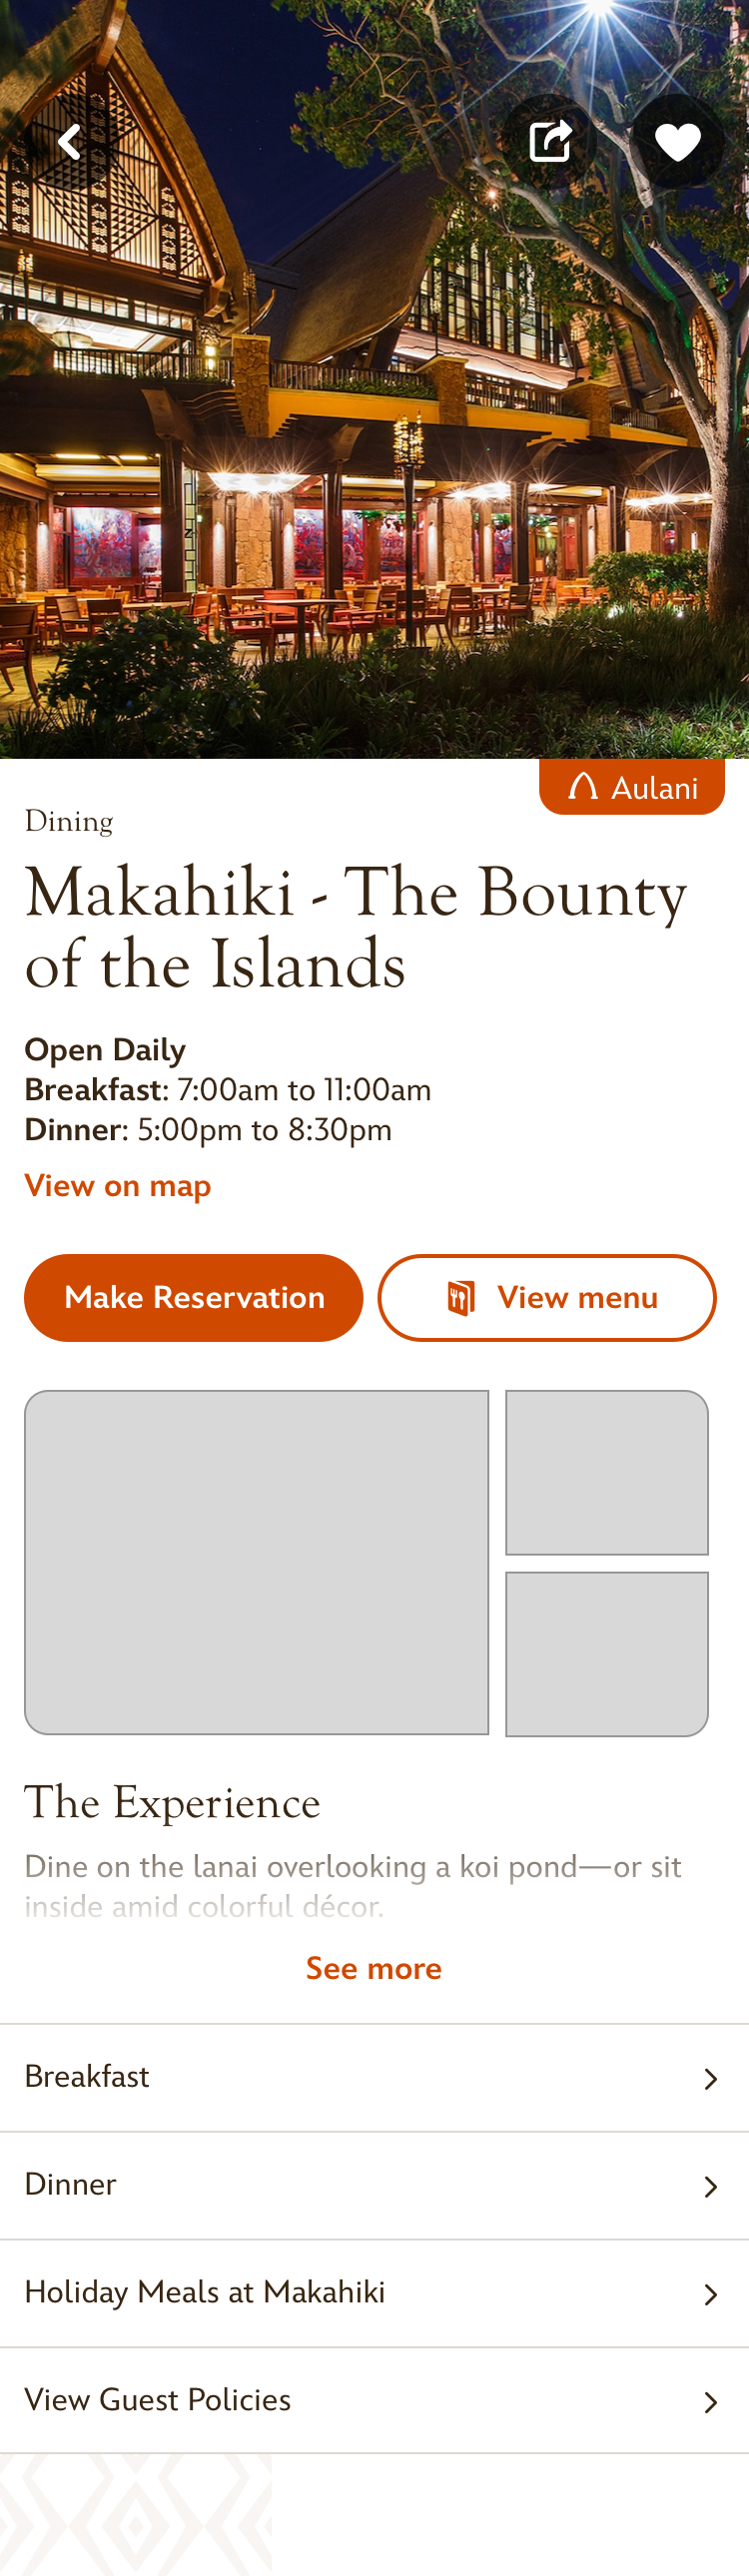 Aulani
Dining
Makahiki - The Bounty
of the Islands
Open Daily
Breakfast: 7:00am to 11:00am
Dinner: 5:00pm to 8:30pm
View on map
Make Reservation
View menu
The Experience
Dine on the lanai overlooking a koi pond—or sit
inside amid colorful décor.
See more
Breakfast
Dinner
Holiday Meals at Makahiki
View Guest Policies